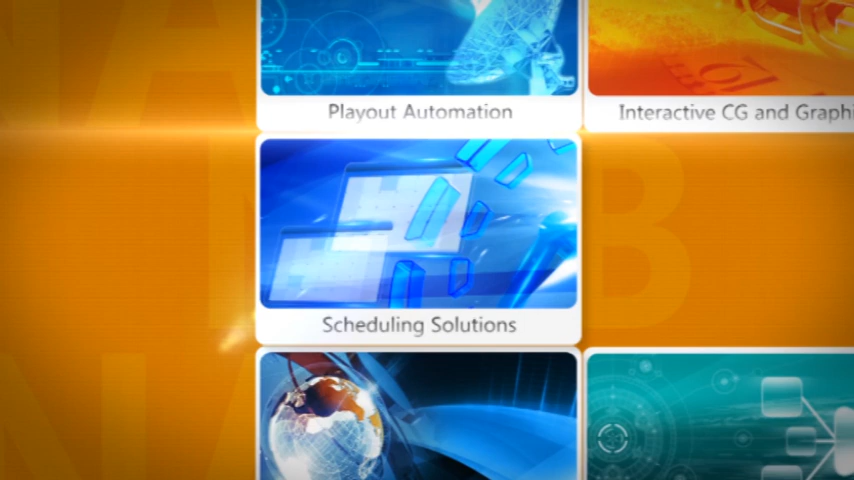 Playout Automation
Interactive CG and Graphi
Scheduling Solutions